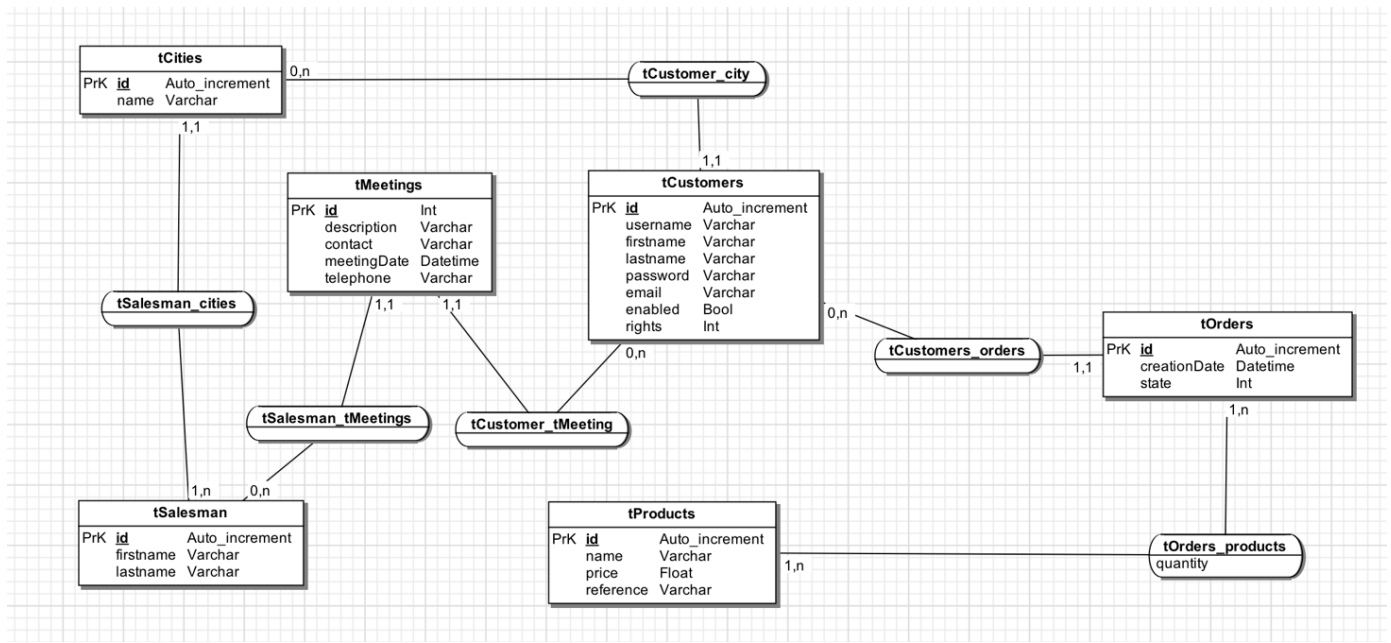 tCities
PrK id Auto_increment
name Varchar
0,n
1,1
tCustomer_city
1,1
tMeetings
PrK id Int
description Varchar
contact Varchar
meetingDate Datetime
telephone Varchar
1,1
1,1
tCustomers
PrK id Auto_increment
username Varchar
firstname Varchar
lastname Varchar
password Varchar
email Varchar
enabled Bool
rights Int
0,n
0,n
tSalesman_cities
tCustomers_orders
1,1
tOrders
PrK id Auto_increment
creationDate Datetime
state Int
1,n
tSalesman_tMeetings
tCustomer_tMeeting
1,n
0,n
tSalesman
PrK id Auto_increment
firstname Varchar
lastname Varchar
tProducts
PrK id Auto_increment
name Varchar
price Float
reference Varchar
1,n
tOrders_products
quantity